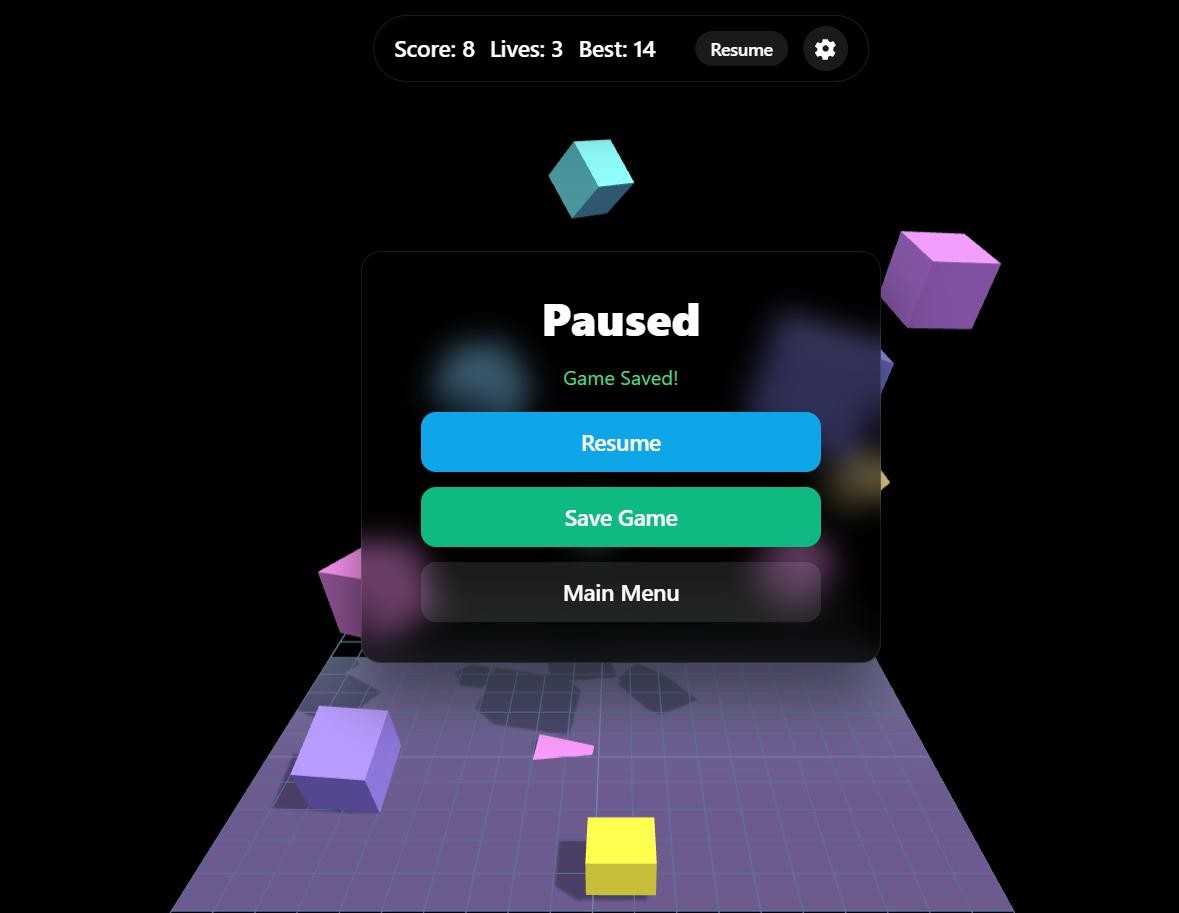 Score: 8 Lives: 3 Best: 14 Resume
Paused
Game Saved!
Resume
Save Game
Main Menu